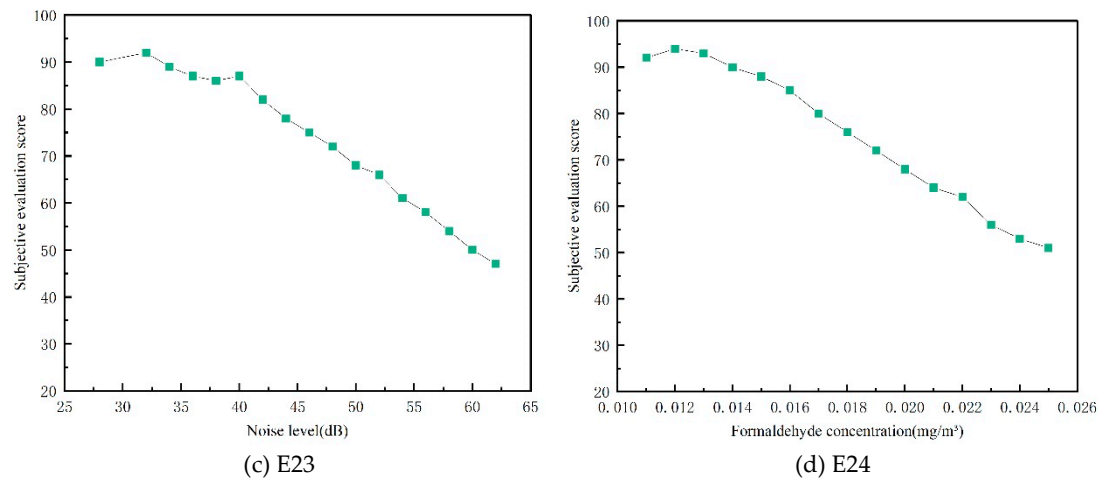 100
90
80
70
60
50
40
30
20
Subjective evaluation score
25 30 35 40 45 50 55 60 65
Noise level(dB)
(c) E23
100
90
80
70
60
50
40
30
20
Subjective evaluation score
0.010 0.012 0.014 0.016 0.018 0.020 0.022 0.024 0.026
Formaldehyde concentration(mg/m³)
(d) E24